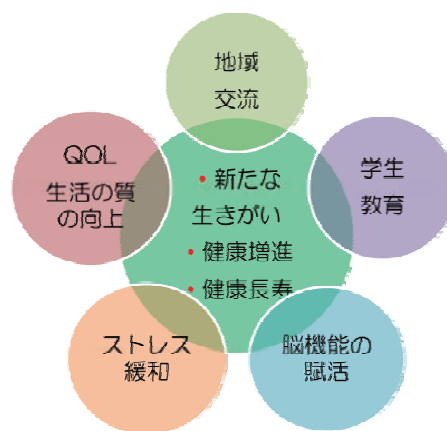 地域
交流
QOL
生活の質
の向上
・新たな
生きがい
・健康増進
・健康長寿
学生
教育
ストレス
緩和
脳機能の
賦活